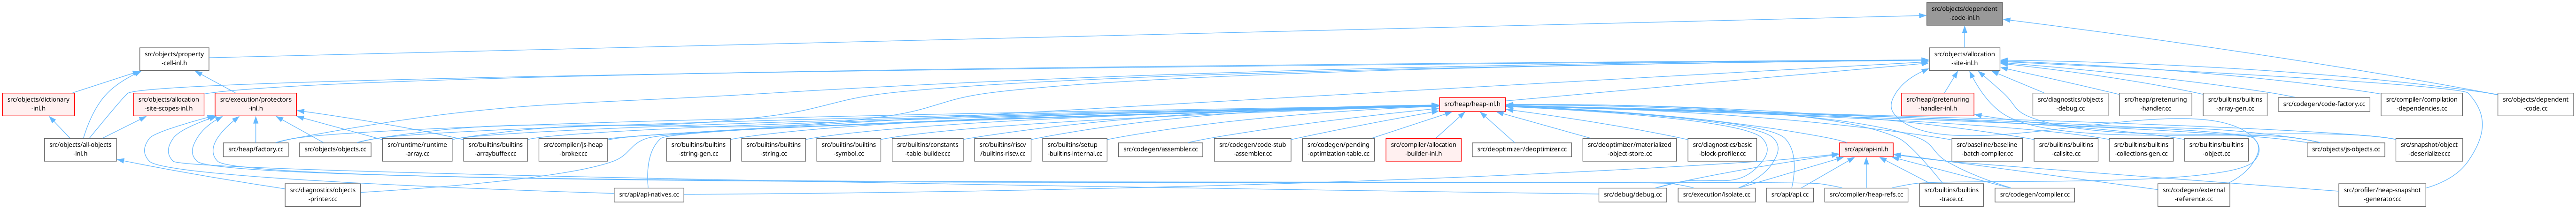 src/objects/dependent
-code-inl.h
src/objects/property
-cell-inl.h
src/objects/allocation
-site-inl.h
src/objects/dictionary
-inl.h
src/objects/allocation
-site-scopes-inl.h
src/execution/protectors
-inl.h
src/heap/heap-inl.h
src/heap/pretenuring
-handler-inl.h
src/diagnostics/objects
-debug.cc
src/heap/pretenuring
-handler.cc
src/builtins/builtins
-array-gen.cc
src/codegen/code-factory.cc
src/compiler/compilation
-dependencies.cc
src/objects/dependent
-code.cc
src/objects/all-objects
-inl.h
src/heap/factory.cc
src/objects/objects.cc
src/runtime/runtime
-array.cc
src/builtins/builtins
-arraybuffer.cc
src/compiler/js-heap
-broker.cc
src/builtins/builtins
-string-gen.cc
src/builtins/builtins
-string.cc
src/builtins/builtins
-symbol.cc
src/builtins/constants
-table-builder.cc
src/builtins/riscv
/builtins-riscv.cc
src/builtins/setup
-builtins-internal.cc
src/codegen/assembler.cc
src/codegen/code-stub
-assembler.cc
src/codegen/pending
-optimization-table.cc
src/compiler/allocation
-builder-inl.h
src/deoptimizer/deoptimizer.cc
src/deoptimizer/materialized
-object-store.cc
src/diagnostics/basic
-block-profiler.cc
src/api/api-inl.h
src/baseline/baseline
-batch-compiler.cc
src/builtins/builtins
-callsite.cc
src/builtins/builtins
-collections-gen.cc
src/builtins/builtins
-object.cc
src/objects/js-objects.cc
src/snapshot/object
-deserializer.cc
src/diagnostics/objects
-printer.cc
src/api/api-natives.cc
src/debug/debug.cc
src/execution/isolate.cc
src/api/api.cc
src/compiler/heap-refs.cc
src/builtins/builtins
-trace.cc
src/codegen/compiler.cc
src/codegen/external
-reference.cc
src/profiler/heap-snapshot
-generator.cc